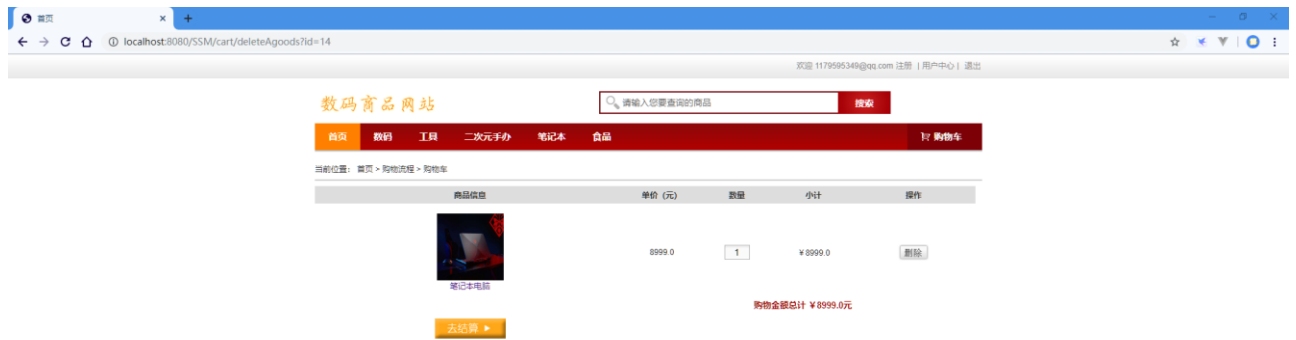 首页
localhost:8080/SSM/cart/deleteAgoods?id=14
欢迎 1179595349@qq.com 注册 | 用户中心 | 退出
数码商品网站
请输入您要查询的商品 搜索
首页 数码 工具 二次元手办 笔记本 食品 购物车
当前位置: 首页 > 购物流程 > 购物车
商品信息 单价 (元) 数量 小计 操作
8999.0 1 ¥ 8999.0 删除
笔记本电脑
购物金额总计 ¥ 8999.0元
去结算